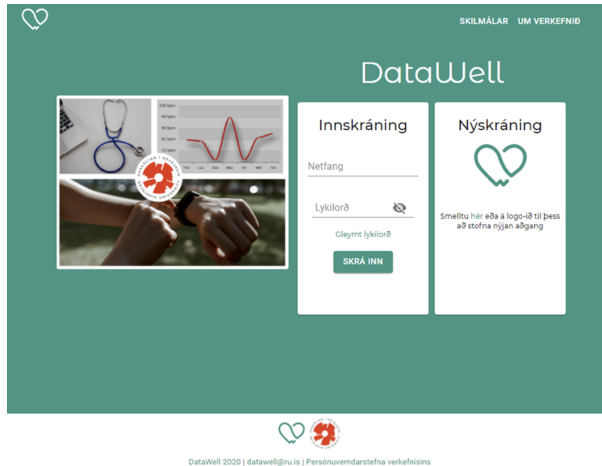 SKILMÁLAR UM VERKEFNIÐ
DataWell
Innskráning
Netfang
Lykilorð
Gleymt lykilorð
SKRÁ INN
Nýskráning
Smelltu hér eða á logo-ið til þess
að stofna nýjan aðgang
DataWell 2020 | datawell@ru.is | Persónuverndarstefna verkefnisins